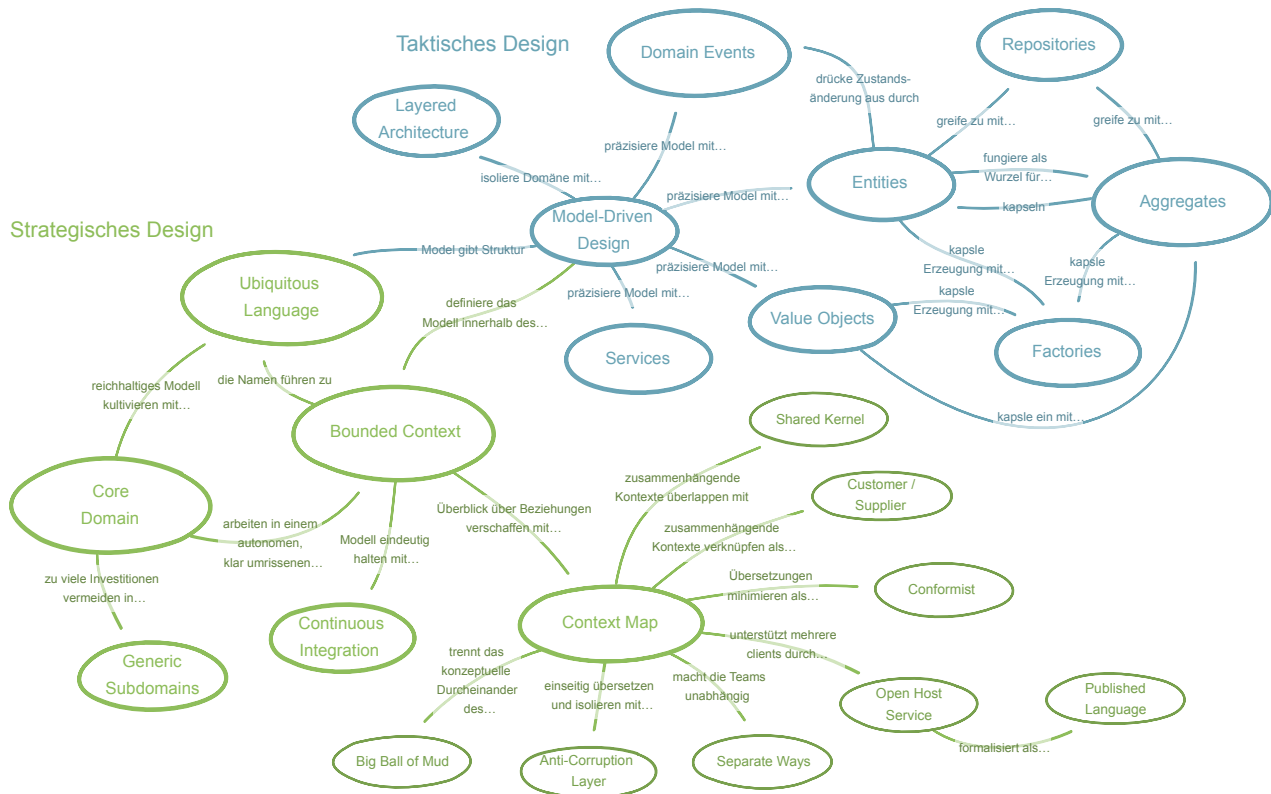 Taktisches Design
Domain Events
Repositories
drücke Zustands-
änderung aus durch
Layered
Architecture
greife zu mit…
greife zu mit…
präzisiere Model mit…
fungiere als
Wurzel für…
isoliere Domäne mit…
Entities
präzisiere Model mit…
Aggregates
kapseln
Model-Driven
Design
Strategisches Design
Model gibt Struktur
kapsle
Erzeugung mit…
kapsle
Erzeugung mit…
präzisiere Model mit…
Ubiquitous
Language
präzisiere Model mit…
kapsle
Erzeugung mit…
definiere das
Modell innerhalb des…
Value Objects
Services
Factories
reichhaltiges Modell
kultivieren mit…
die Namen führen zu
kapsle ein mit…
Shared Kernel
Bounded Context
zusammenhängende
Kontexte überlappen mit
Customer /
Supplier
Core
Domain
Überblick über Beziehungen
verschaffen mit…
arbeiten in einem
autonomen,
klar umrissenen…
Modell eindeutig
halten mit…
zusammenhängende
Kontexte verknüpfen als…
zu viele Investitionen
vermeiden in…
Übersetzungen
minimieren als…
Conformist
Continuous
Integration
Context Map
unterstützt mehrere
clients durch…
Generic
Subdomains
trennt das
konzeptuelle
Durcheinander
des…
einseitig übersetzen
und isolieren mit…
macht die Teams
unabhängig
Open Host
Service
Published
Language
formalisiert als…
Big Ball of Mud
Anti-Corruption
Layer
Separate Ways